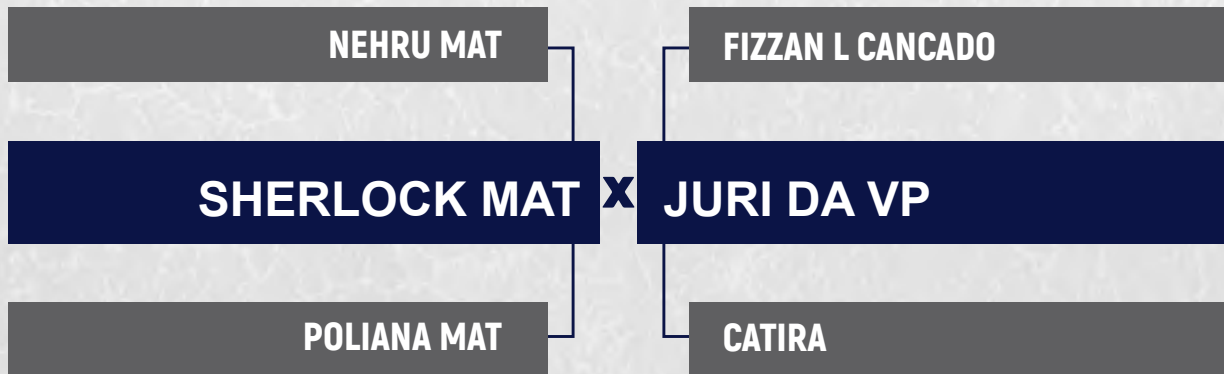 NEHRU MAT
FIZZAN L CANCADO
SHERLOCK MAT X JURI DA VP
POLIANA MAT
CATIRA